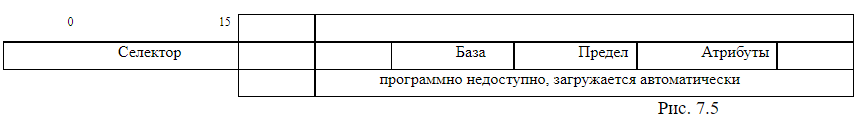 0 15
Селектор База Предел Атрибуты
программно недоступно, загружается автоматически
Рис. 7.5